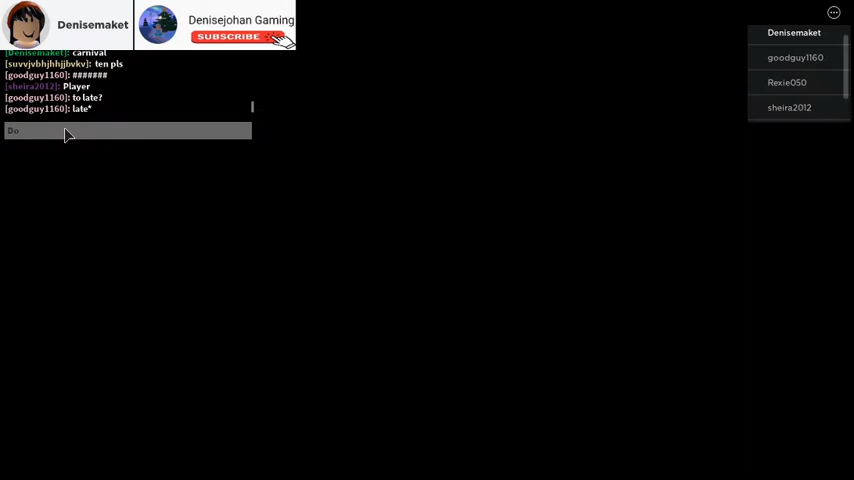 Denisemaket
Denisejohan Gaming
SUBSCRIBE
[Denisemaket]: carnival
[suvvjvbhjhhjjbvkv]: ten pls
[goodguy1160]: #######
[sheira2012]: Player
[goodguy1160]: to late?
[goodguy1160]: late*
Do
Denisemaket
goodguy1160
Rexie050
sheira2012